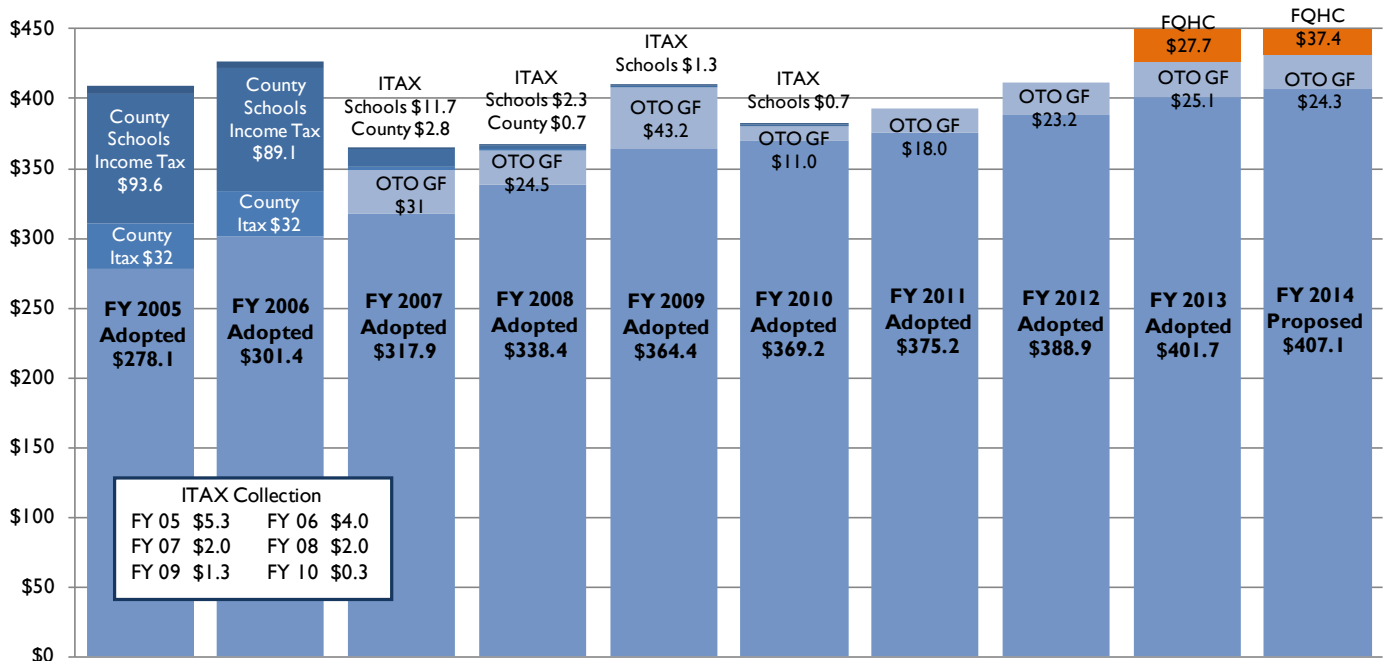 $450
$400
$350
$300
$250
$200
$150
$100
$50
$0
County
Schools
Income Tax
$93.6
County
Itax $32
FY 2005
Adopted
$278.1
County
Schools
Income Tax
$89.1
County
Itax $32
FY 2006
Adopted
$301.4
ITAX
Schools $11.7
County $2.8
OTO GF
$31
FY 2007
Adopted
$317.9
ITAX
Schools $2.3
County $0.7
OTO GF
$24.5
FY 2008
Adopted
$338.4
ITAX
Schools $1.3
OTO GF
$43.2
FY 2009
Adopted
$364.4
ITAX
Schools $0.7
OTO GF
$11.0
FY 2010
Adopted
$369.2
OTO GF
$18.0
FY 2011
Adopted
$375.2
OTO GF
$23.2
FY 2012
Adopted
$388.9
FQHC
$27.7
OTO GF
$25.1
FY 2013
Adopted
$401.7
FQHC
$37.4
OTO GF
$24.3
FY 2014
Proposed
$407.1
ITAX Collection
FY 05 $5.3 FY 06 $4.0
FY 07 $2.0 FY 08 $2.0
FY 09 $1.3 FY 10 $0.3